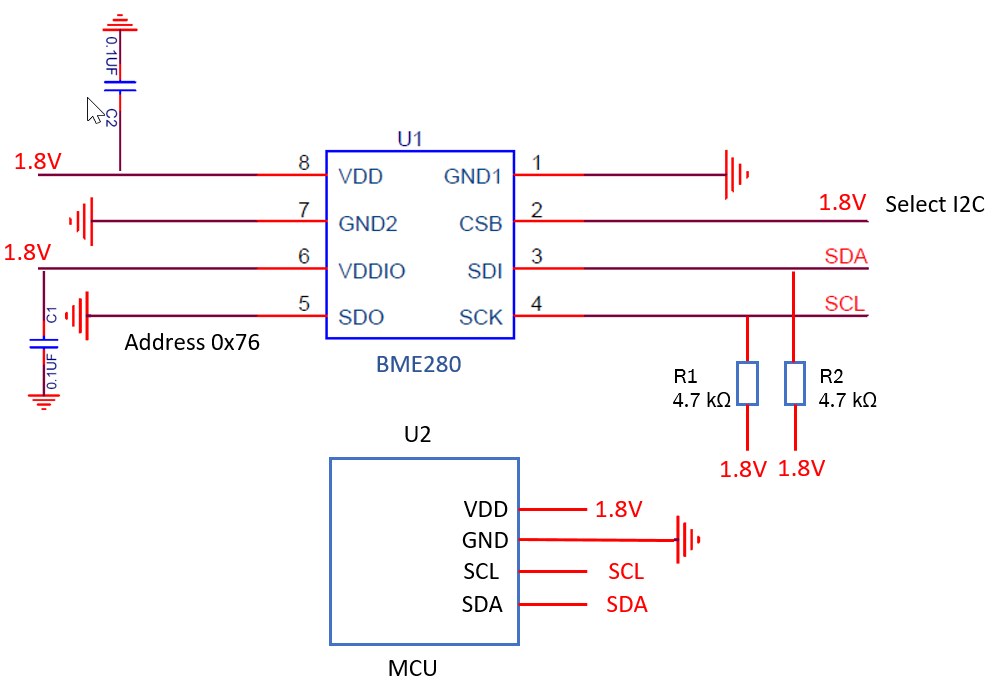 0.1UF
C2
U1
1.8V
8
VDD
GND1
1
7
GND2
CSB
2
1.8V
Select I2C
1.8V
6
VDDIO
SDI
3
SDA
C1
0.1UF
5
SDO
SCK
4
SCL
Address 0x76
BME280
R1
4.7 kΩ
R2
4.7 kΩ
1.8V
1.8V
U2
VDD
1.8V
GND
SCL
SCL
SDA
SDA
MCU